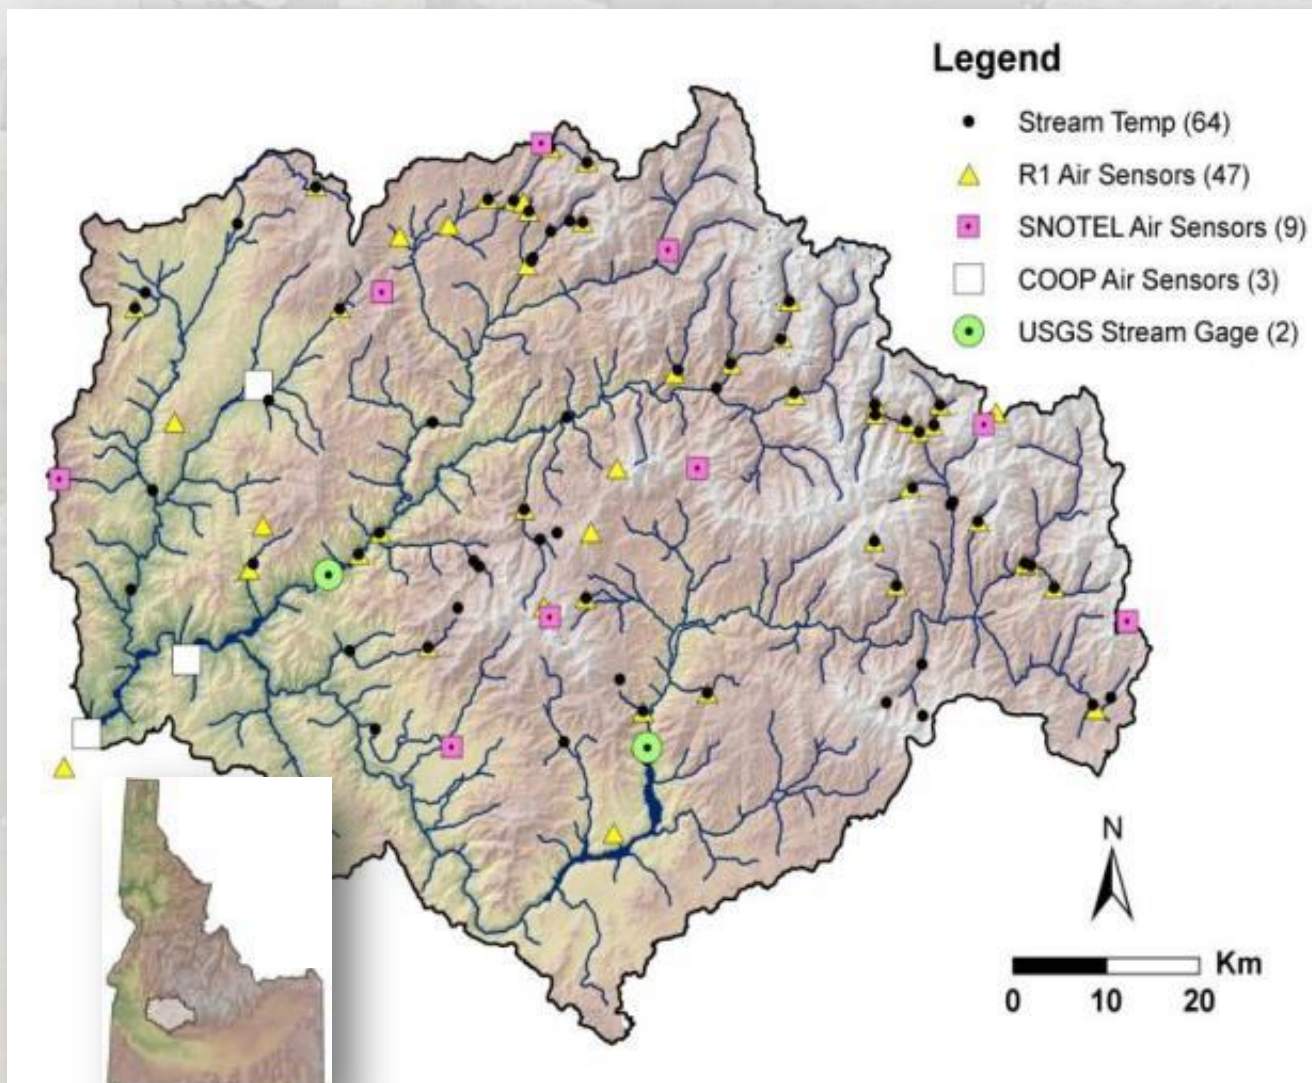 Legend
Stream Temp (64)
R1 Air Sensors (47)
SNOTEL Air Sensors (9)
COOP Air Sensors (3)
USGS Stream Gage (2)
N
Km
0 10 20